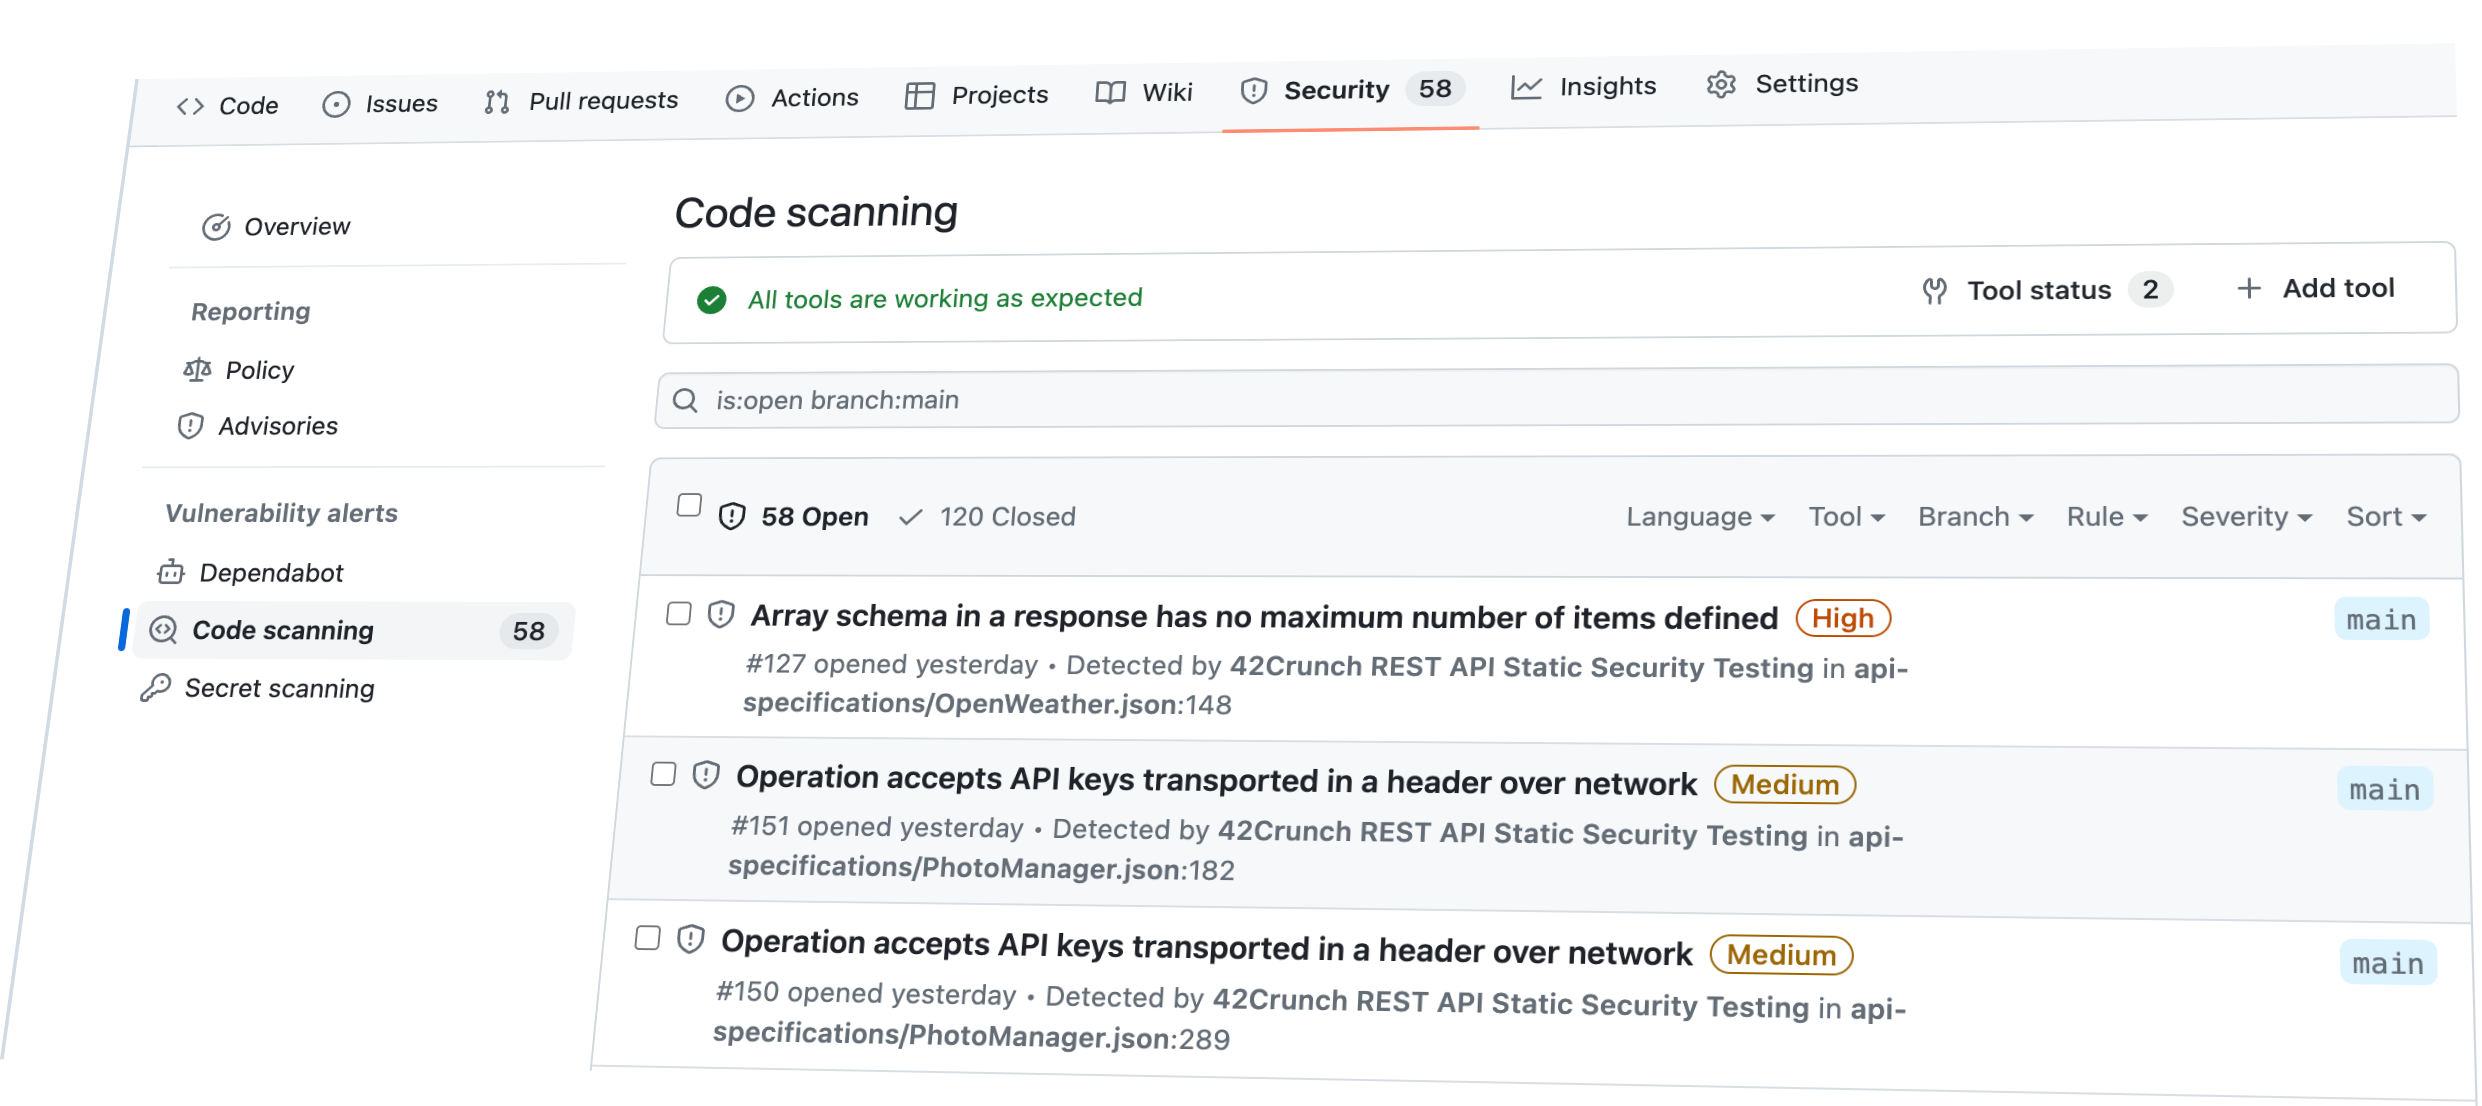 Code Issues Pull requests Actions Projects Wiki Security 58 Insights Settings
Overview
Reporting
Policy
Advisories
Vulnerability alerts
Dependabot
Code scanning 58
Secret scanning
Code scanning
All tools are working as expected Tool status 2 Add tool
is:open branch:main
58 Open 120 Closed Language Tool Branch Rule Severity Sort
Array schema in a response has no maximum number of items defined High main
#127 opened yesterday • Detected by 42Crunch REST API Static Security Testing in api-
specifications/OpenWeather.json:148
Operation accepts API keys transported in a header over network Medium main
#151 opened yesterday • Detected by 42Crunch REST API Static Security Testing in api-
specifications/PhotoManager.json:182
Operation accepts API keys transported in a header over network Medium main
#150 opened yesterday • Detected by 42Crunch REST API Static Security Testing in api-
specifications/PhotoManager.json:289